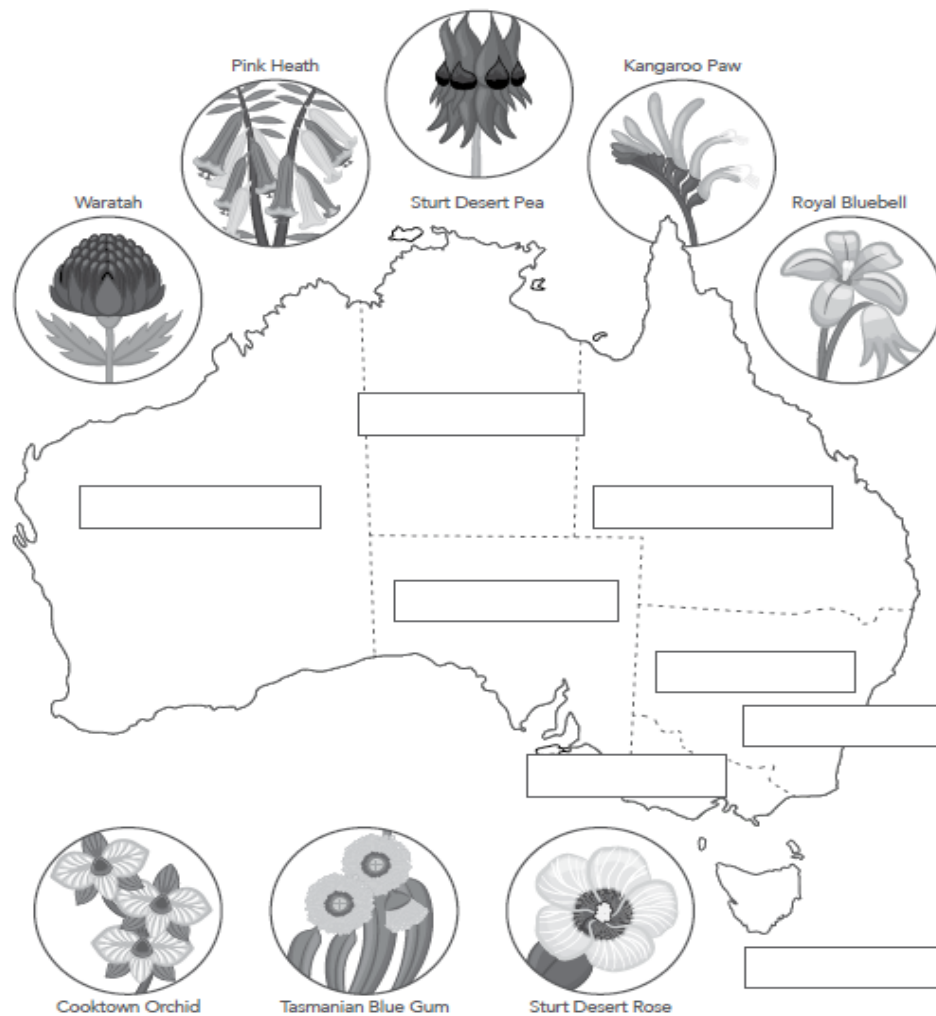 Pink Heath
Kangaroo Paw
Waratah
Sturt Desert Pea
Royal Bluebell
Cooktown Orchid
Tasmanian Blue Gum
Sturt Desert Rose